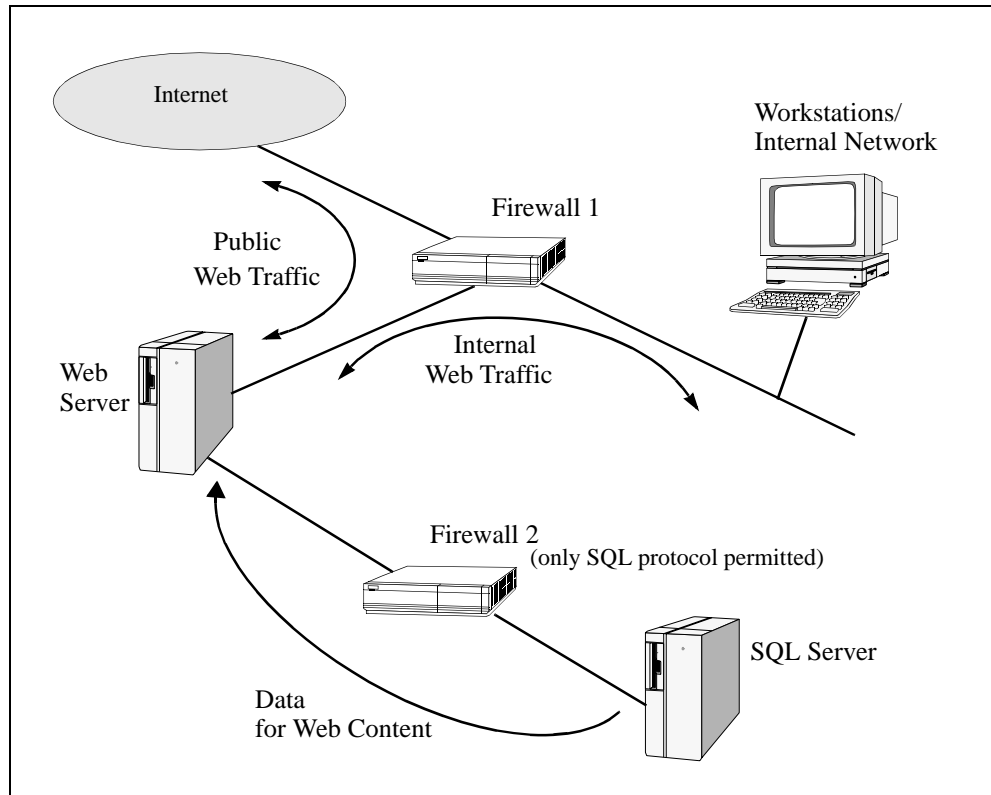 Internet
Workstations/
Internal Network
Firewall 1
Public
Web Traffic
Internal
Web Traffic
Web
Server
Firewall 2
(only SQL protocol permitted)
SQL Server
Data
for Web Content